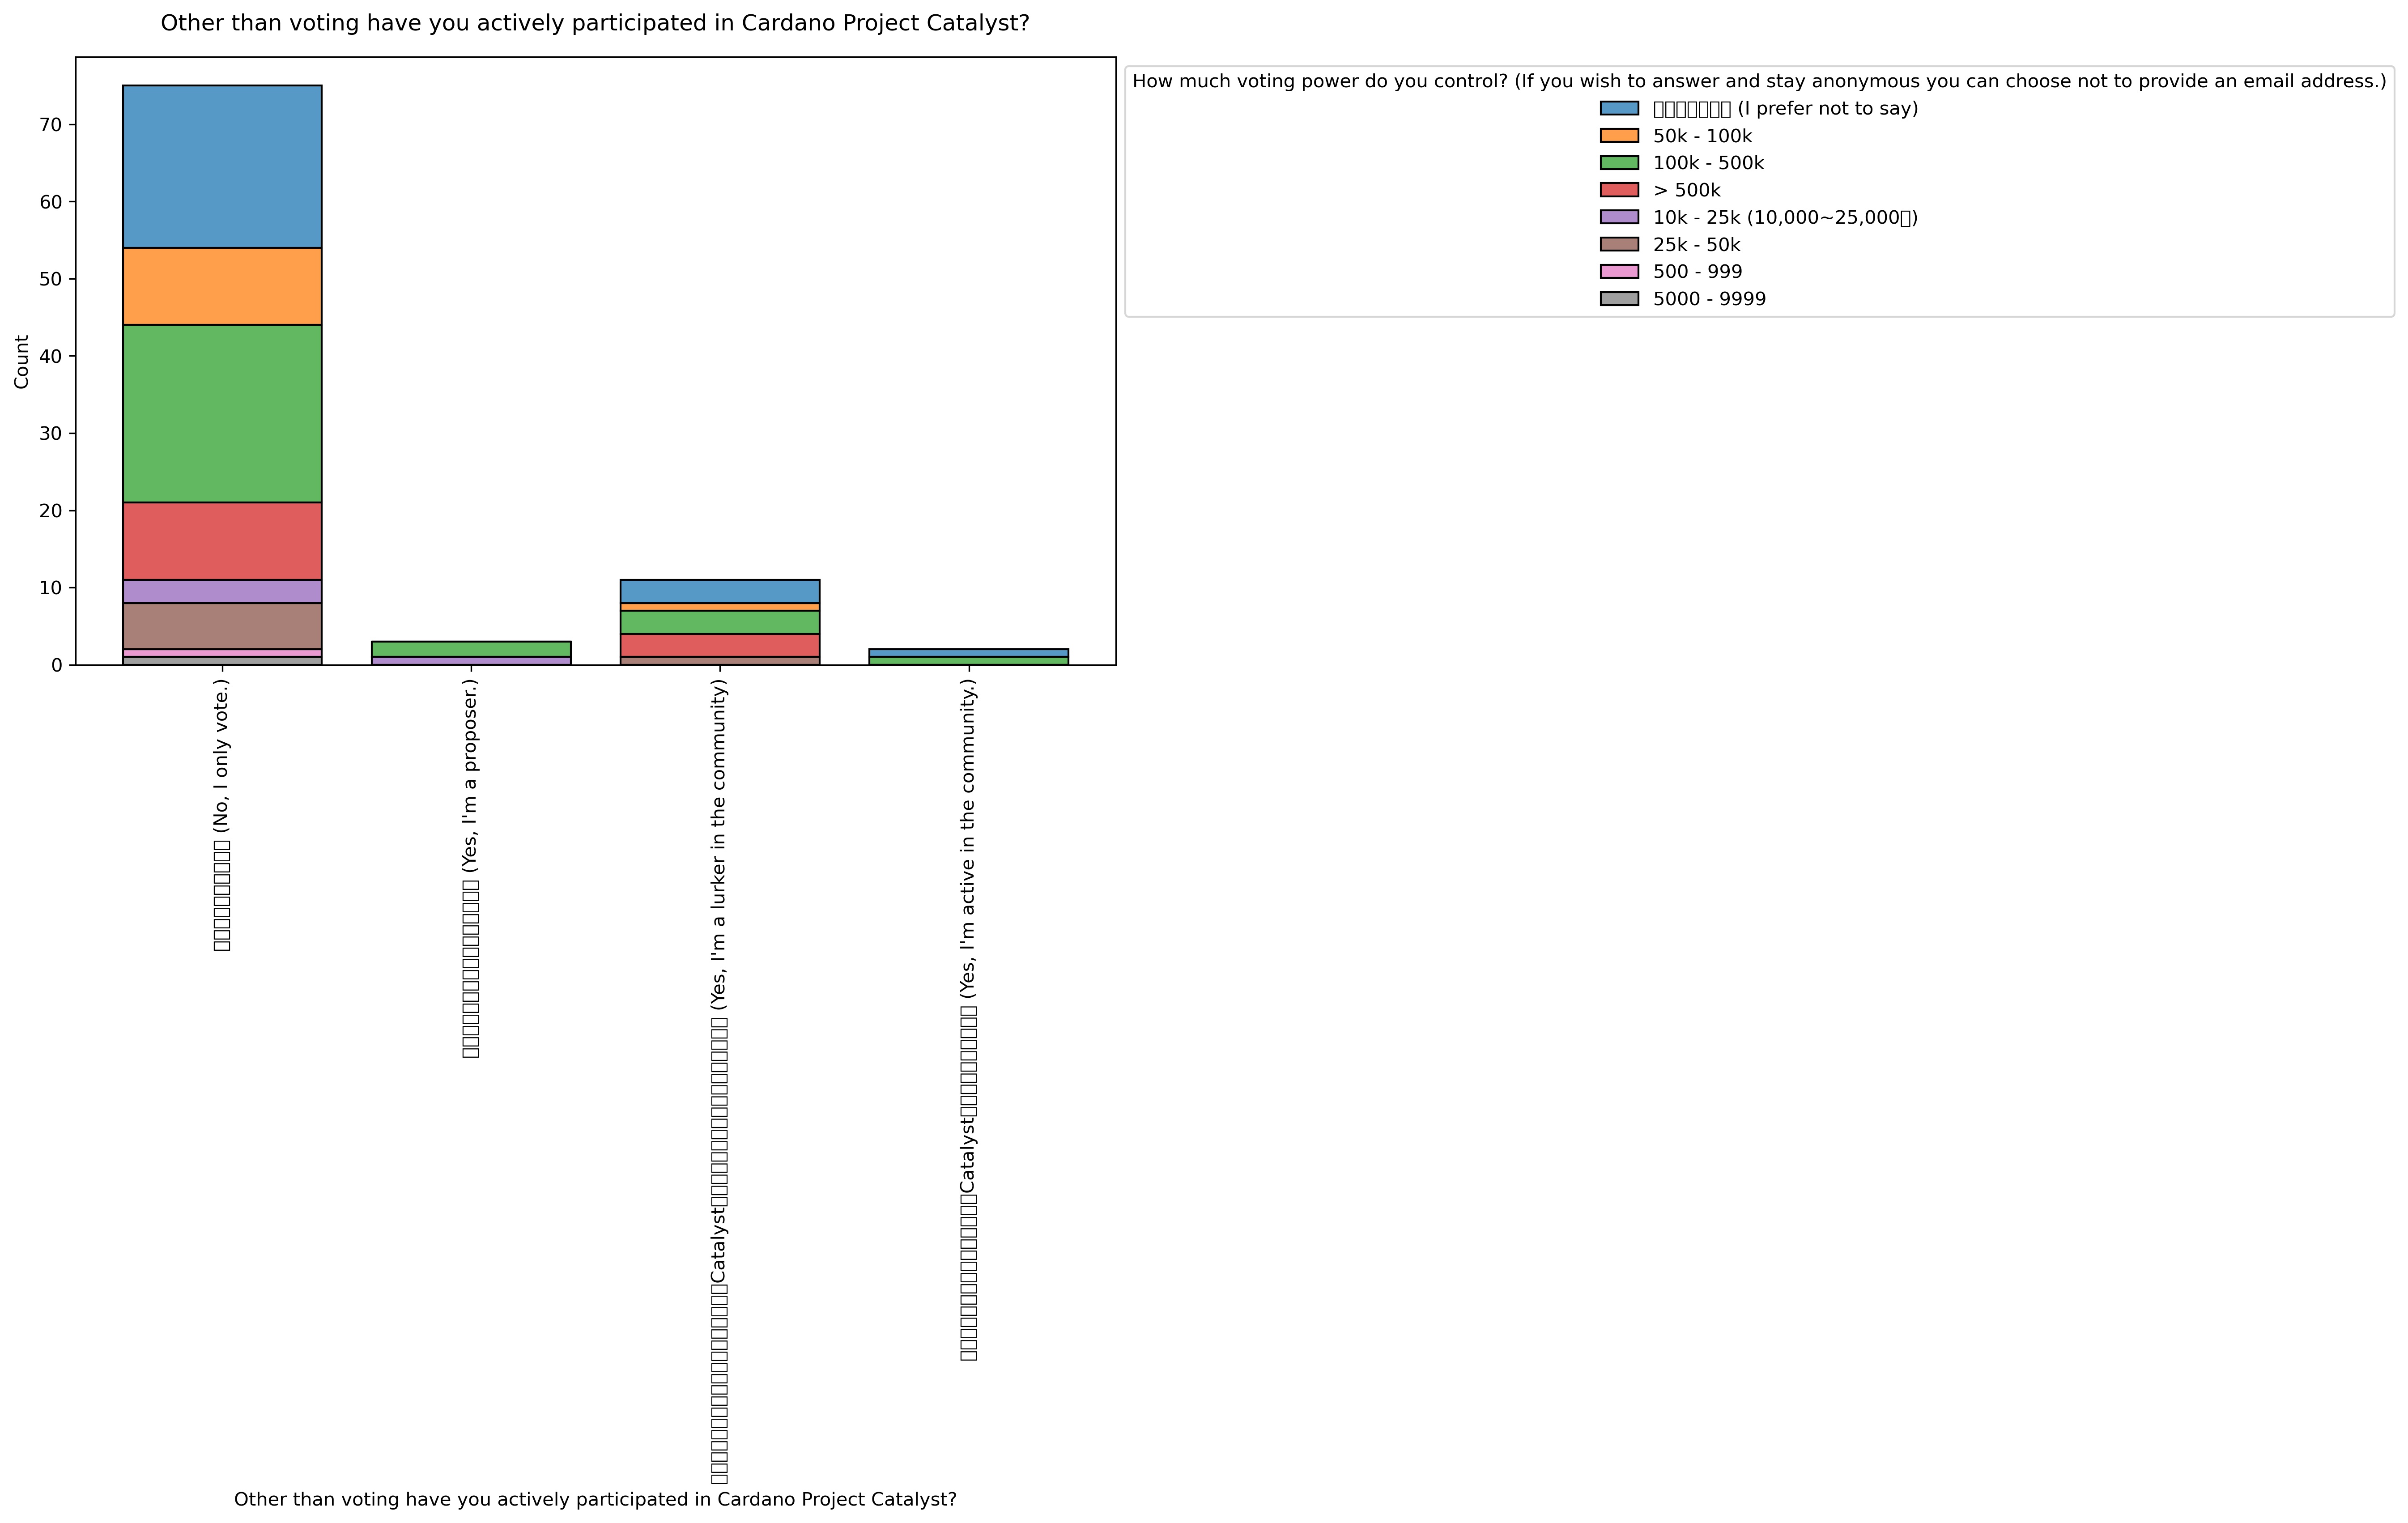 Other than voting have you actively participated in Cardano Project Catalyst?
How much voting power do you control? (If you wish to answer and stay anonymous you can choose not to provide an email address.)
(I prefer not to say)
50k - 100k
100k - 500k
> 500k
10k - 25k (10,000~25,000)
25k - 50k
500 - 999
5000 - 9999
Count
70
60
50
40
30
20
10
0
(No, I only vote.)
(Yes, I'm a proposer.)
Catalyst (Yes, I'm a lurker in the community)
Catalyst (Yes, I'm active in the community.)
Other than voting have you actively participated in Cardano Project Catalyst?